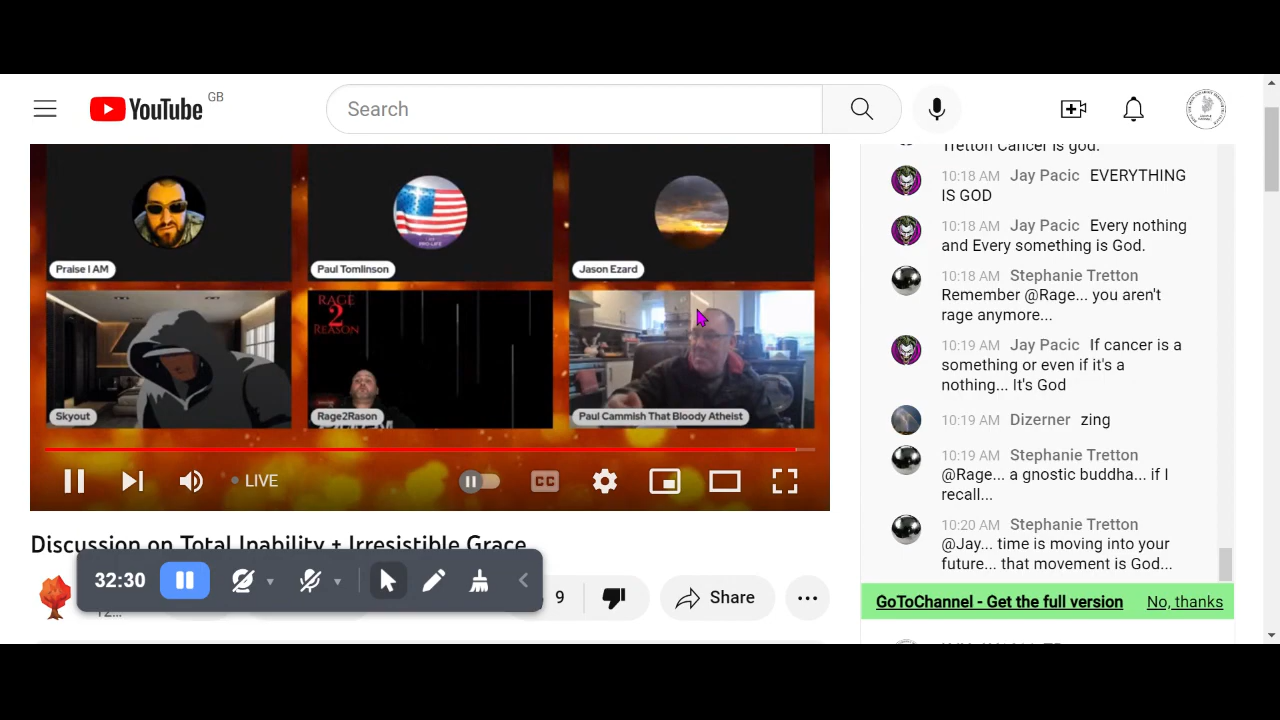 YouTube GB
Search
Praise I AM
Paul Tomlinson
PRO-LIFE
Jason Ezard
Skyout
RAGE
2
REASON
Rage2Rason
Paul Cammish That Bloody Atheist
LIVE
CC
Discussion on Total Inability + Irresistible Grace
32:30
9
Share
Tretton Cancer is god.
10:18 AM Jay Pacic EVERYTHING
IS GOD
10:18 AM Jay Pacic Every nothing
and Every something is God.
10:18 AM Stephanie Tretton
Remember @Rage... you aren't
rage anymore...
10:19 AM Jay Pacic If cancer is a
something or even if it's a
nothing... It's God
10:19 AM Dizerner zing
10:19 AM Stephanie Tretton
@Rage... a gnostic buddha... if I
recall...
10:20 AM Stephanie Tretton
@Jay... time is moving into your
future... that movement is God...
GoToChannel - Get the full version No, thanks